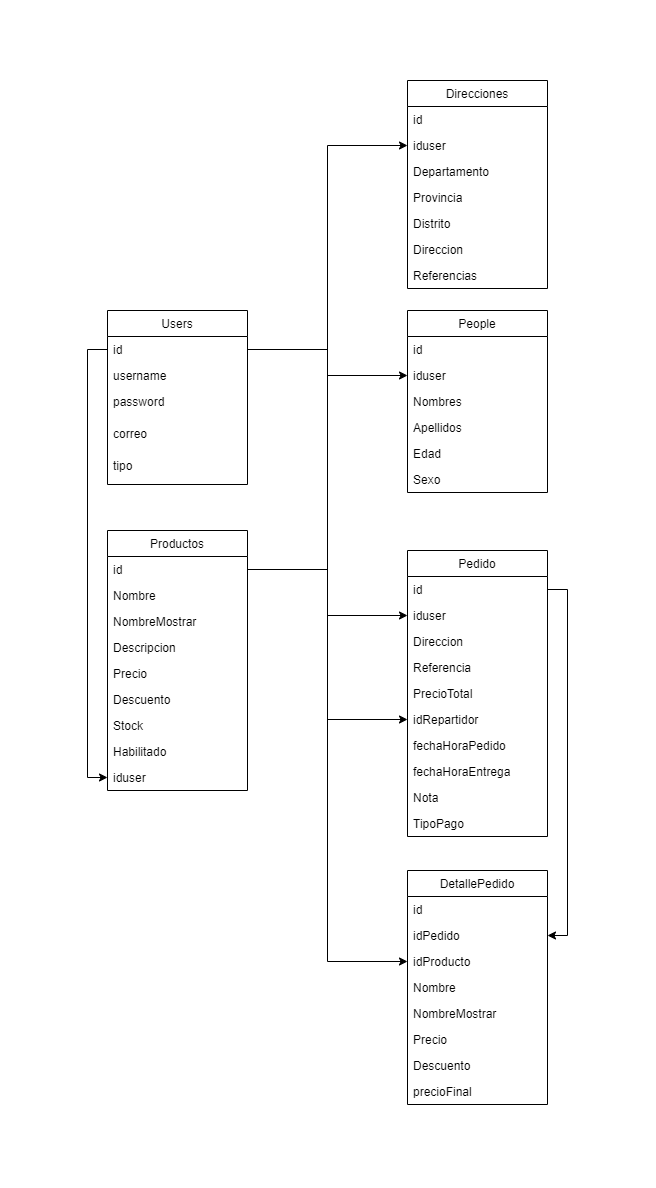 Direcciones
id
iduser
Departamento
Provincia
Distrito
Direccion
Referencias
Users
id
username
password
correo
tipo
People
id
iduser
Nombres
Apellidos
Edad
Sexo
Productos
id
Nombre
NombreMostrar
Descripcion
Precio
Descuento
Stock
Habilitado
iduser
Pedido
id
iduser
Direccion
Referencia
PrecioTotal
idRepartidor
fechaHoraPedido
fechaHoraEntrega
Nota
TipoPago
DetallePedido
id
idPedido
idProducto
Nombre
NombreMostrar
Precio
Descuento
precioFinal